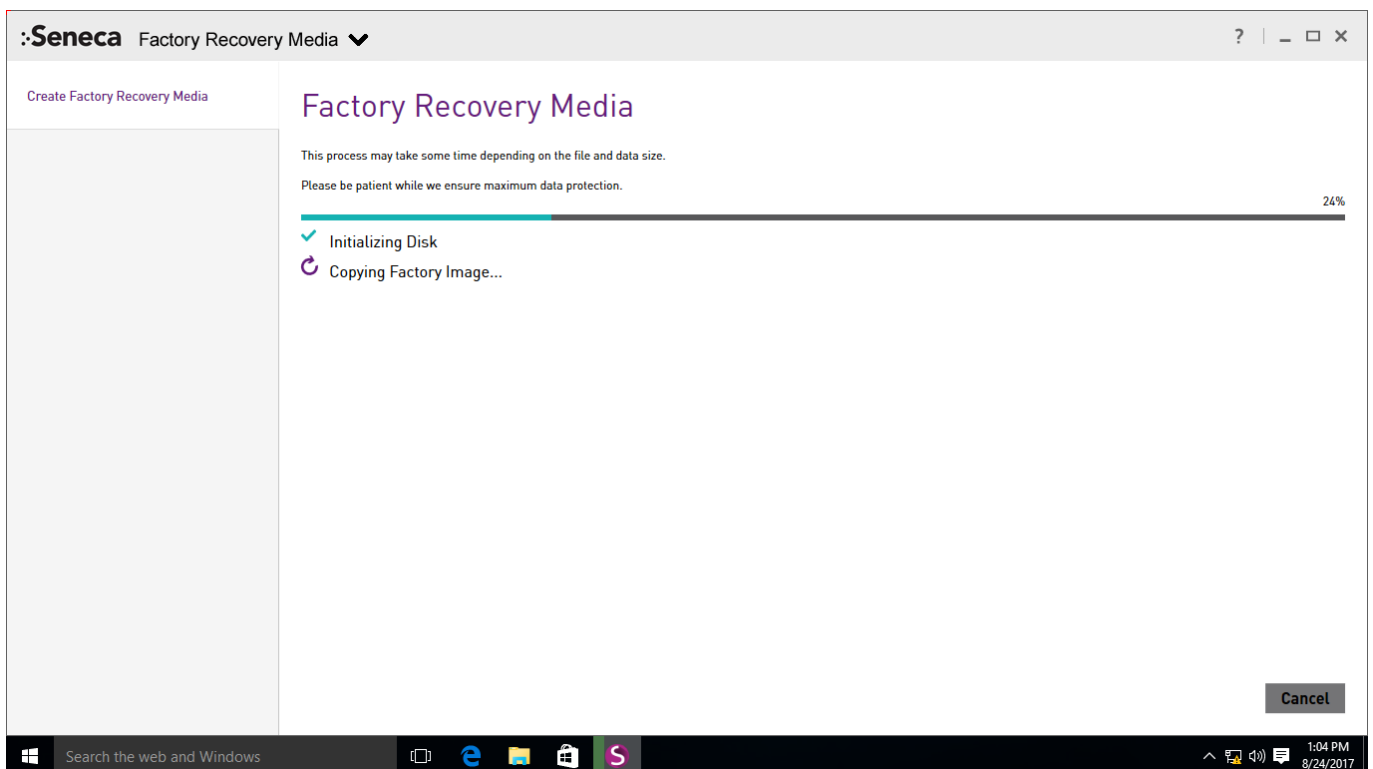 :·Seneca Factory Recovery Media
?
Create Factory Recovery Media
Factory Recovery Media
This process may take some time depending on the file and data size.
Please be patient while we ensure maximum data protection.
24%
Initializing Disk
Copying Factory Image...
Cancel
Search the web and Windows
S
1:04 PM
8/24/2017